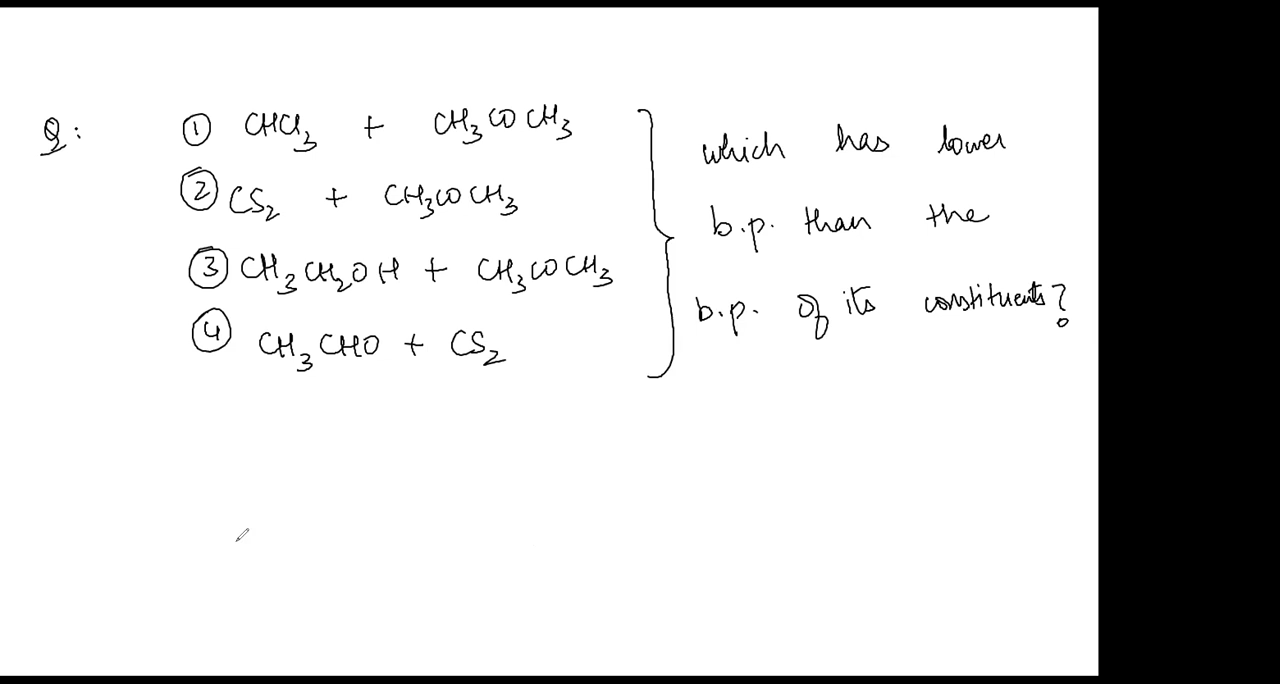 Q: ① CHCl₃ + CH₃COCH₃
② CS₂ + CH₃COCH₃
③ CH₃CH₂OH + CH₃COCH₃
④ CH₃CHO + CS₂
which has lower
b.p. than the
b.p. of its constituents?